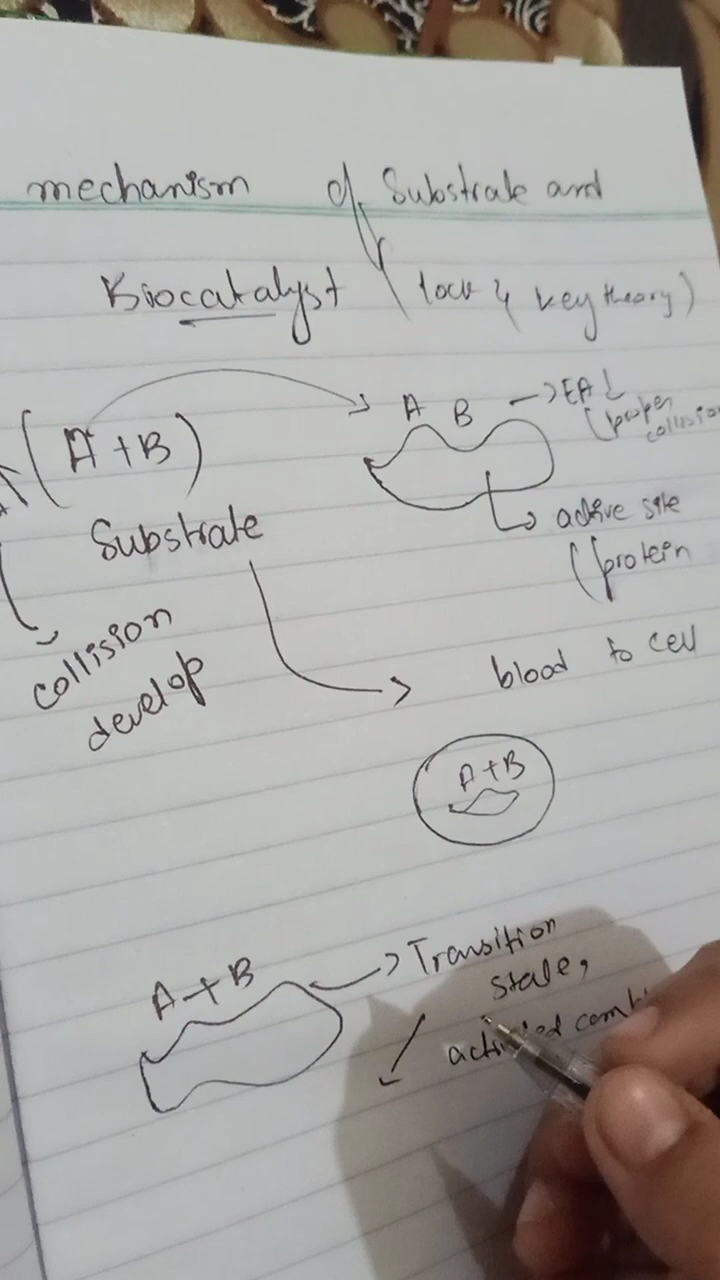 mechanism of Substrate and
Biocatalyst (lock & key theory)
(A+B)
A B → EA↓
(proper
collision
Substrate
active site
(protein
collision
develop
blood to cell
A+B
A+B
Transition
state,